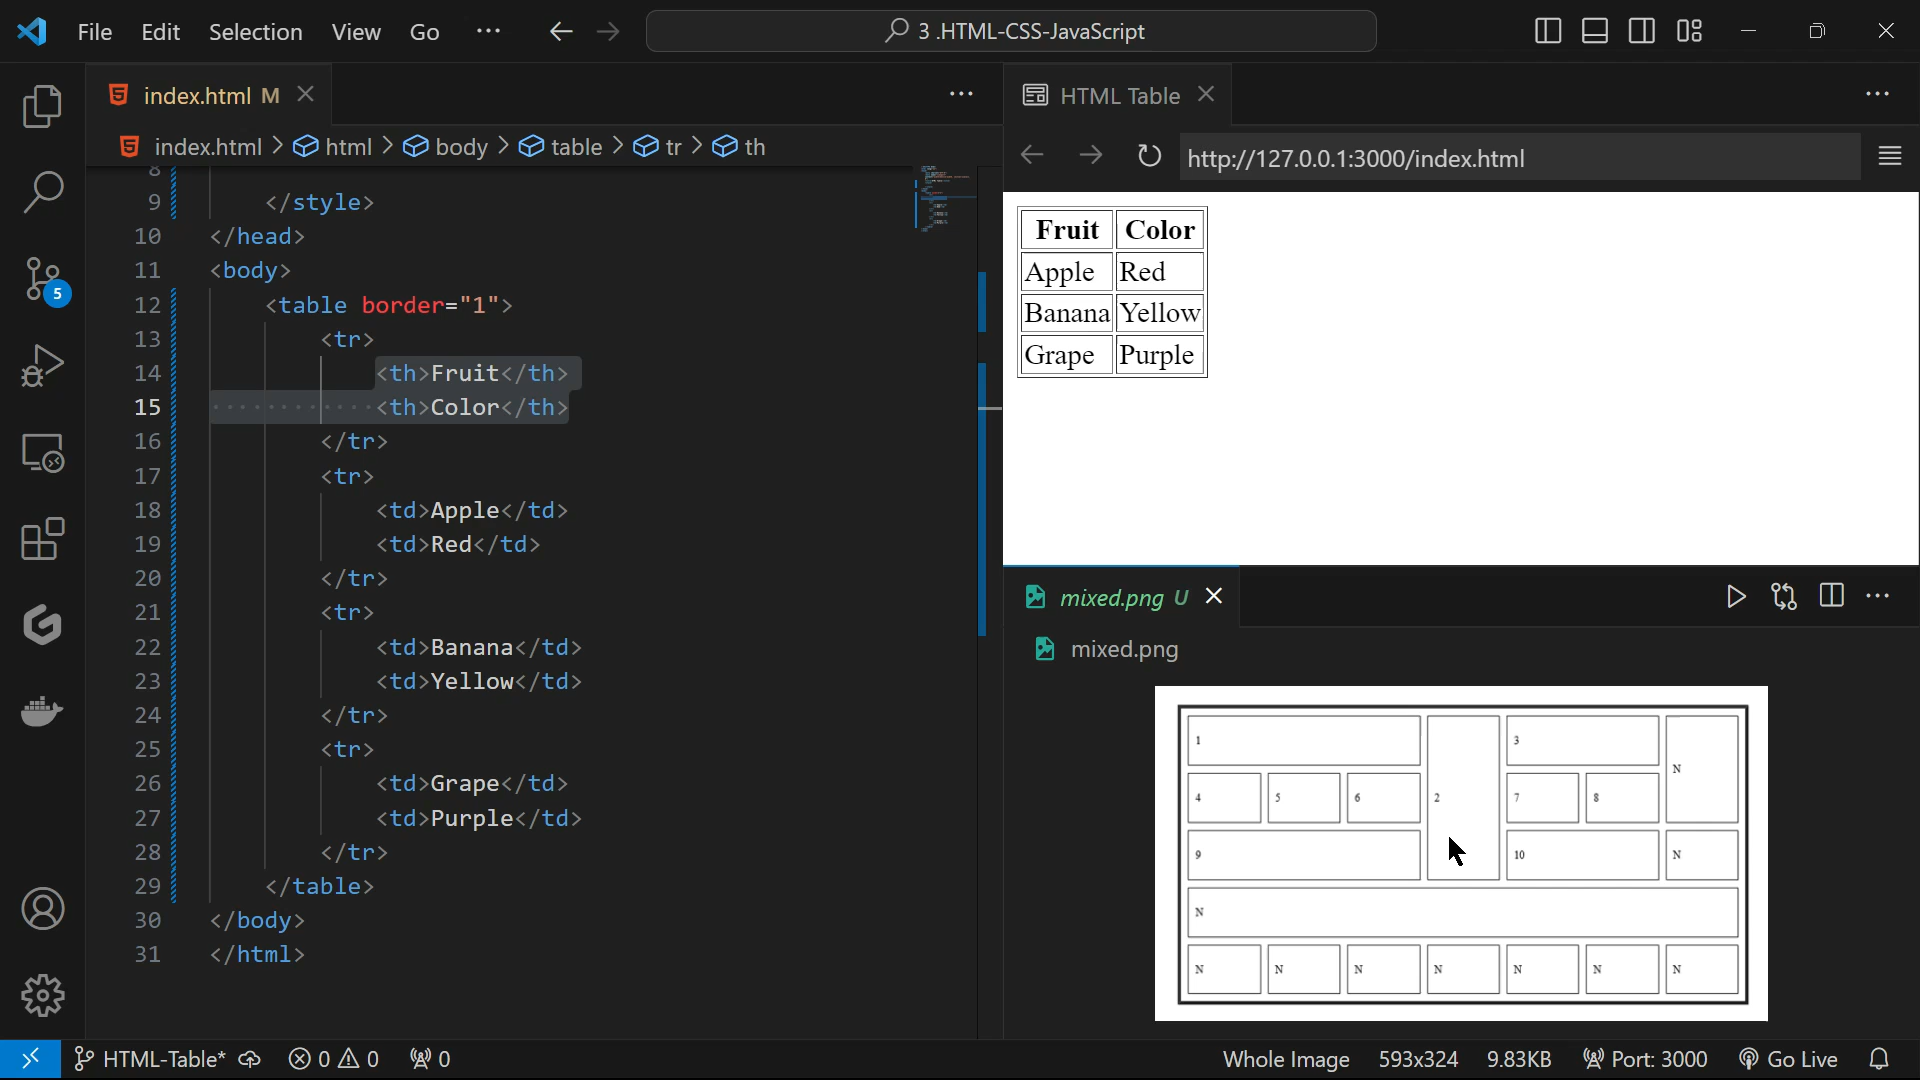 File Edit Selection View Go ··· 3 .HTML-CSS-JavaScript
index.html M
index.html > html > body > table > tr > th
8
9 </style>
10 </head>
11 <body>
12 <table border="1">
13 <tr>
14 <th>Fruit</th>
15 ············<th>Color</th>
16 </tr>
17 <tr>
18 <td>Apple</td>
19 <td>Red</td>
20 </tr>
21 <tr>
22 <td>Banana</td>
23 <td>Yellow</td>
24 </tr>
25 <tr>
26 <td>Grape</td>
27 <td>Purple</td>
28 </tr>
29 </table>
30 </body>
31 </html>
5
HTML Table
http://127.0.0.1:3000/index.html
Fruit Color
Apple Red
Banana Yellow
Grape Purple
mixed.png U
mixed.png
1 2 3 N
4 5 6 7 8
9 10 N
N
N N N N N N N
HTML-Table* 0 0 0 Whole Image 593x324 9.83KB Port: 3000 Go Live